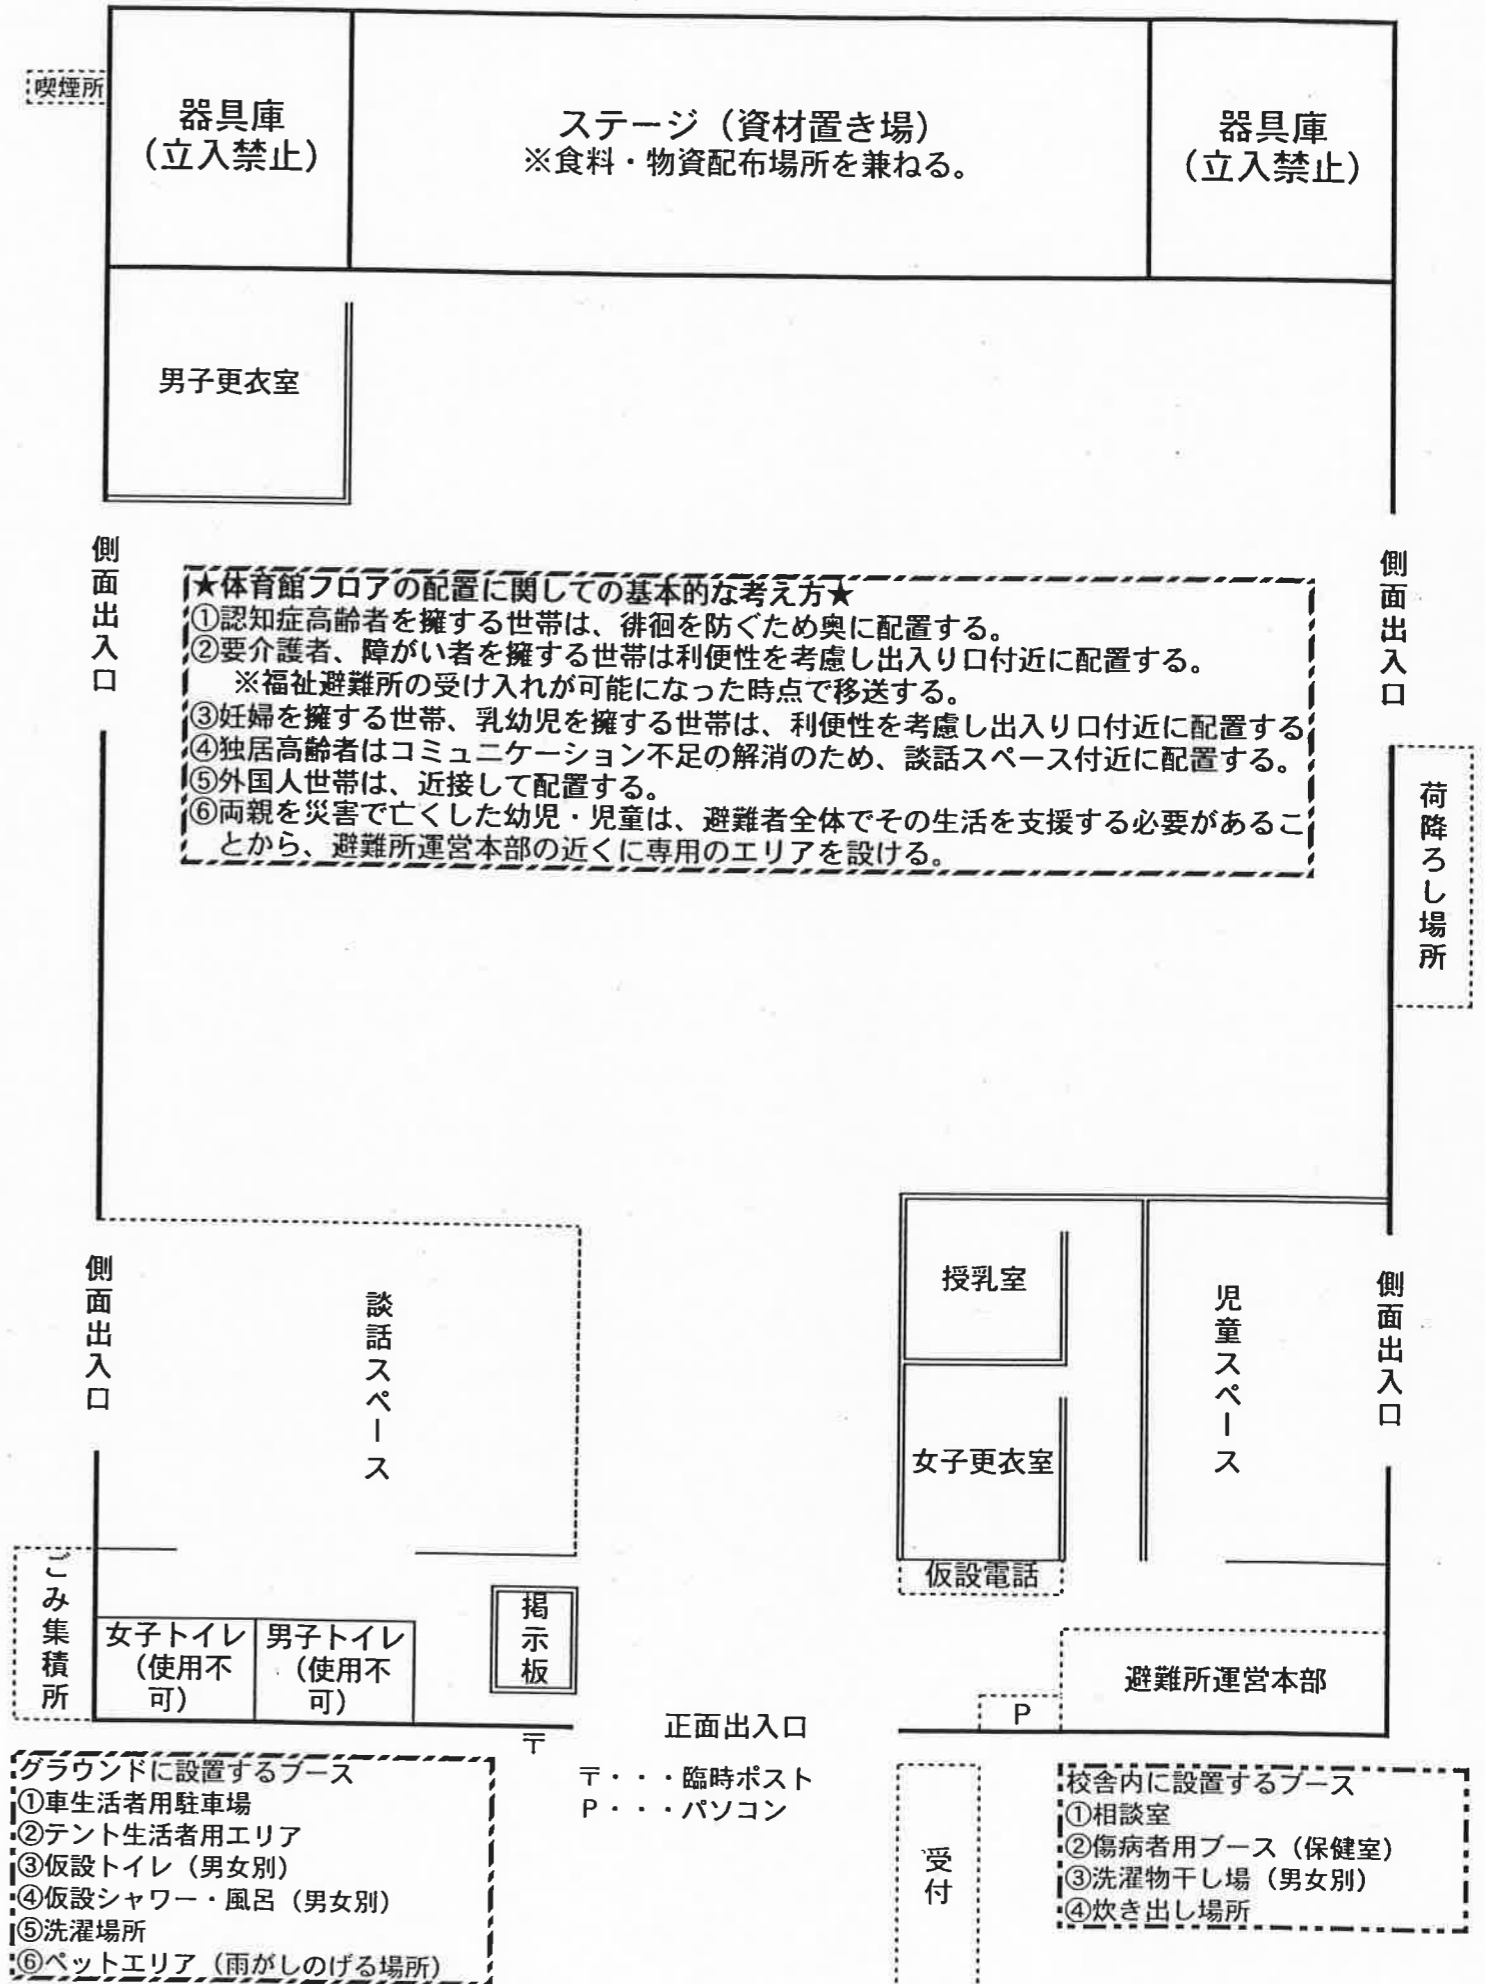 喫煙所
器具庫
（立入禁止）
ステージ（資材置き場）
※食料・物資配布場所を兼ねる。
器具庫
（立入禁止）
男子更衣室
側面出入口
側面出入口
★体育館フロアの配置に関しての基本的な考え方★
①認知症高齢者を擁する世帯は、徘徊を防ぐため奥に配置する。
②要介護者、障がい者を擁する世帯は利便性を考慮し出入り口付近に配置する。
※福祉避難所の受け入れが可能になった時点で移送する。
③妊婦を擁する世帯、乳幼児を擁する世帯は、利便性を考慮し出入り口付近に配置する
④独居高齢者はコミュニケーション不足の解消のため、談話スペース付近に配置する。
⑤外国人世帯は、近接して配置する。
⑥両親を災害で亡くした幼児・児童は、避難者全体でその生活を支援する必要があるこ
とから、避難所運営本部の近くに専用のエリアを設ける。
荷降ろし場所
側面出入口
談話スペース
授乳室
児童スペース
側面出入口
女子更衣室
仮設電話
ごみ集積所
女子トイレ
（使用不
可）
男子トイレ
（使用不
可）
掲示板
避難所運営本部
P
正面出入口
〒
〒・・・臨時ポスト
P・・・パソコン
グラウンドに設置するブース
①車生活者用駐車場
②テント生活者用エリア
③仮設トイレ（男女別）
④仮設シャワー・風呂（男女別）
⑤洗濯場所
⑥ペットエリア（雨がしのげる場所）
受付
校舎内に設置するブース
①相談室
②傷病者用ブース（保健室）
③洗濯物干し場（男女別）
④炊き出し場所